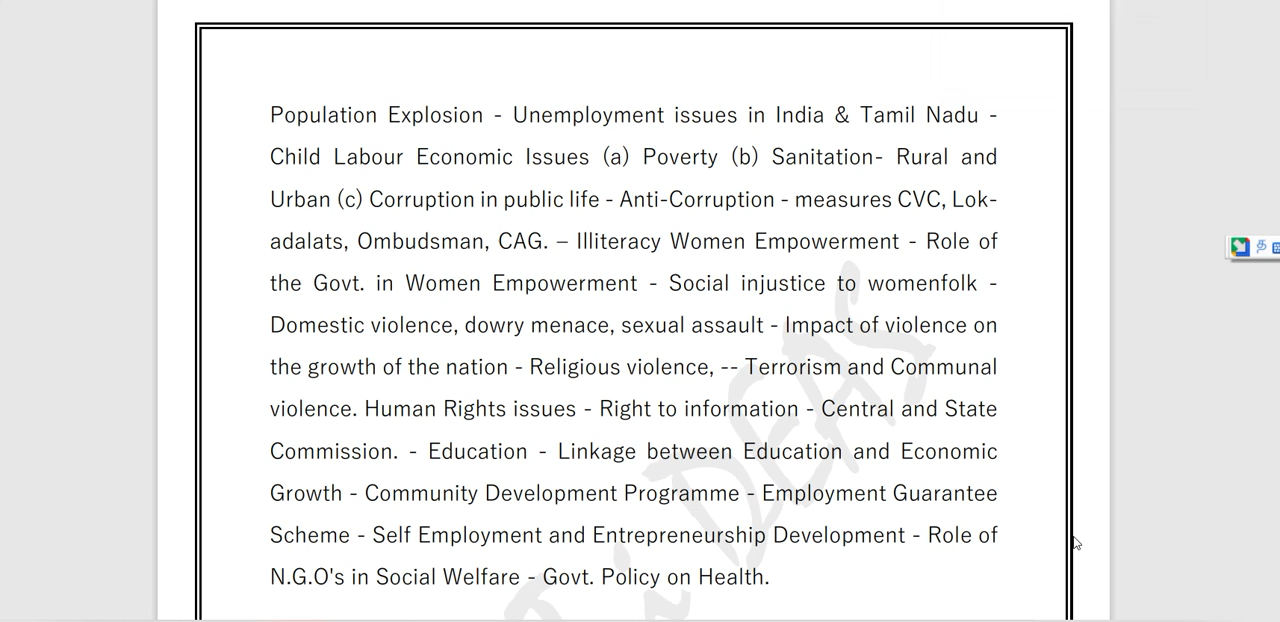 Population Explosion - Unemployment issues in India & Tamil Nadu -
Child Labour Economic Issues (a) Poverty (b) Sanitation- Rural and
Urban (c) Corruption in public life - Anti-Corruption - measures CVC, Lok-
adalats, Ombudsman, CAG. – Illiteracy Women Empowerment - Role of
the Govt. in Women Empowerment - Social injustice to womenfolk -
Domestic violence, dowry menace, sexual assault - Impact of violence on
the growth of the nation - Religious violence, -- Terrorism and Communal
violence. Human Rights issues - Right to information - Central and State
Commission. - Education - Linkage between Education and Economic
Growth - Community Development Programme - Employment Guarantee
Scheme - Self Employment and Entrepreneurship Development - Role of
N.G.O's in Social Welfare - Govt. Policy on Health.
IDEAS